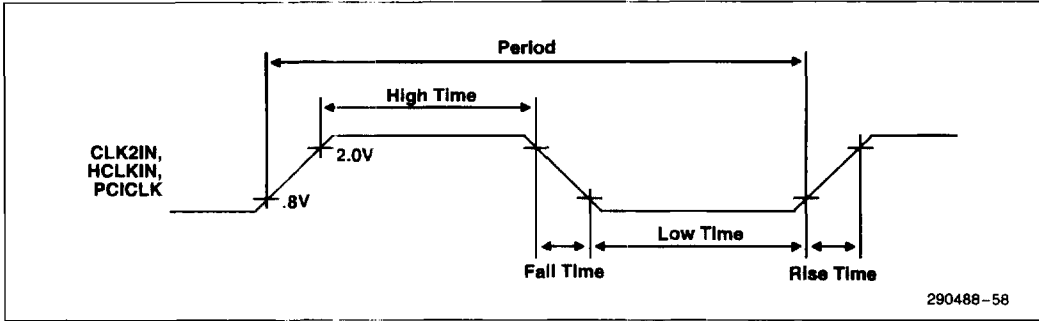 Period
High Time
CLK2IN,
HCLKIN,
PCICLK
2.0V
.8V
Low Time
Fall Time
Rise Time
290488-58